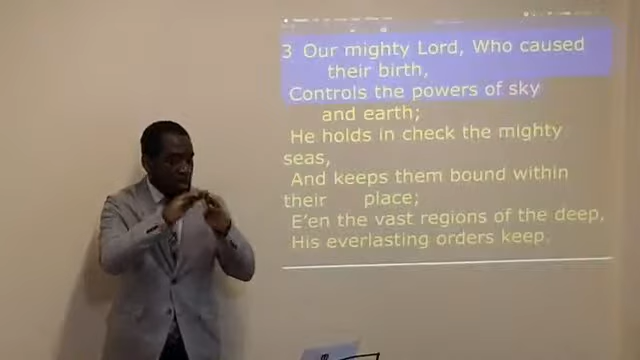 3 Our mighty Lord, Who caused
their birth,
Controls the powers of sky
and earth;
He holds in check the mighty
seas,
And keeps them bound within
their place;
E'en the vast regions of the deep,
His everlasting orders keep.